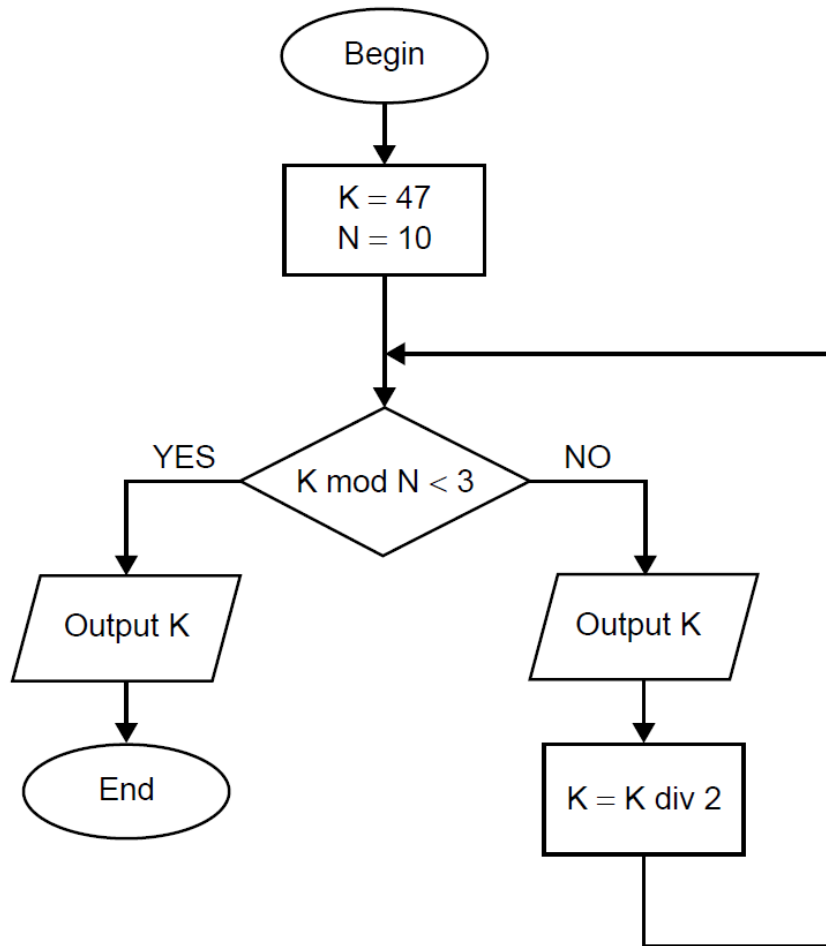 Begin
K = 47
N = 10
YES
K mod N < 3
NO
Output K
Output K
End
K = K div 2